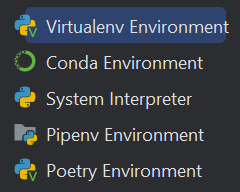 Virtualenv Environment
Conda Environment
System Interpreter
Pipenv Environment
Poetry Environment